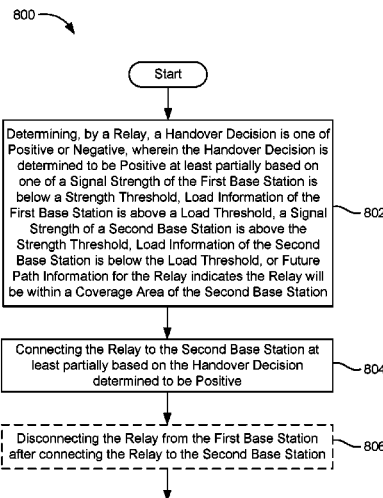 800
Start
Determining, by a Relay, a Handover Decision is one of
Positive or Negative, wherein the Handover Decision is
determined to be Positive at least partially based on
one of a Signal Strength of the First Base Station is
below a Strength Threshold, Load Information of the
First Base Station is above a Load Threshold, a Signal
Strength of a Second Base Station is above the
Strength Threshold, Load Information of the Second
Base Station is below the Load Threshold, or Future
Path Information for the Relay indicates the Relay will
be within a Coverage Area of the Second Base Station
802
Connecting the Relay to the Second Base Station at
least partially based on the Handover Decision
determined to be Positive
804
Disconnecting the Relay from the First Base Station
after connecting the Relay to the Second Base Station
806